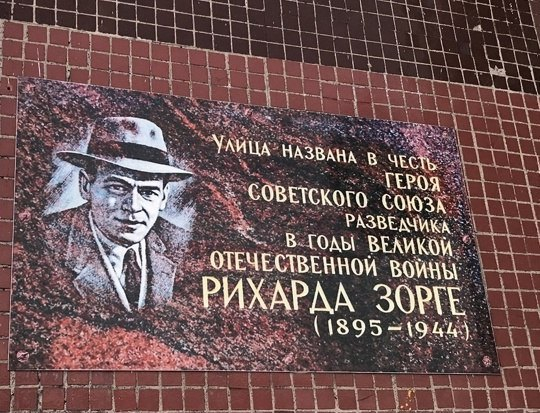 Улица названа в честь
Героя
Советского Союза
разведчика
в годы Великой
Отечественной войны
Рихарда Зорге
(1895–1944)